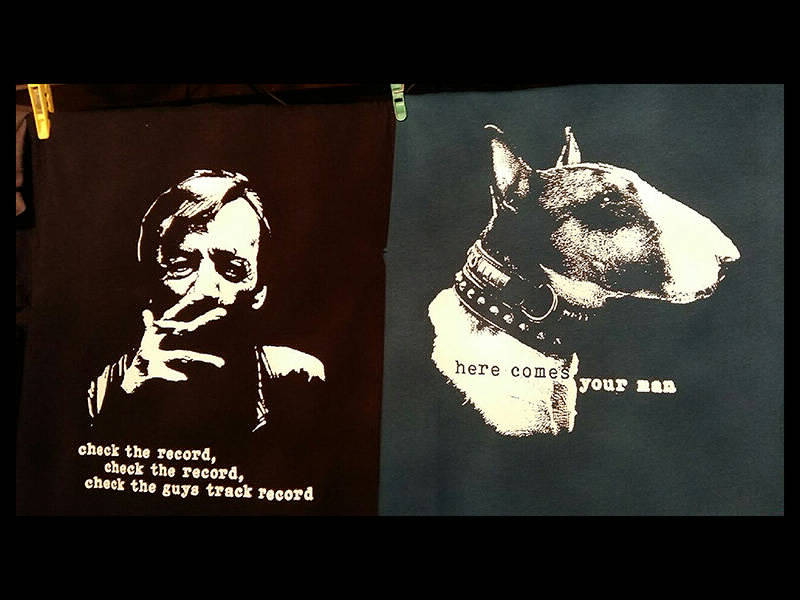 check the record,
check the record,
check the guys track record
here comes your man